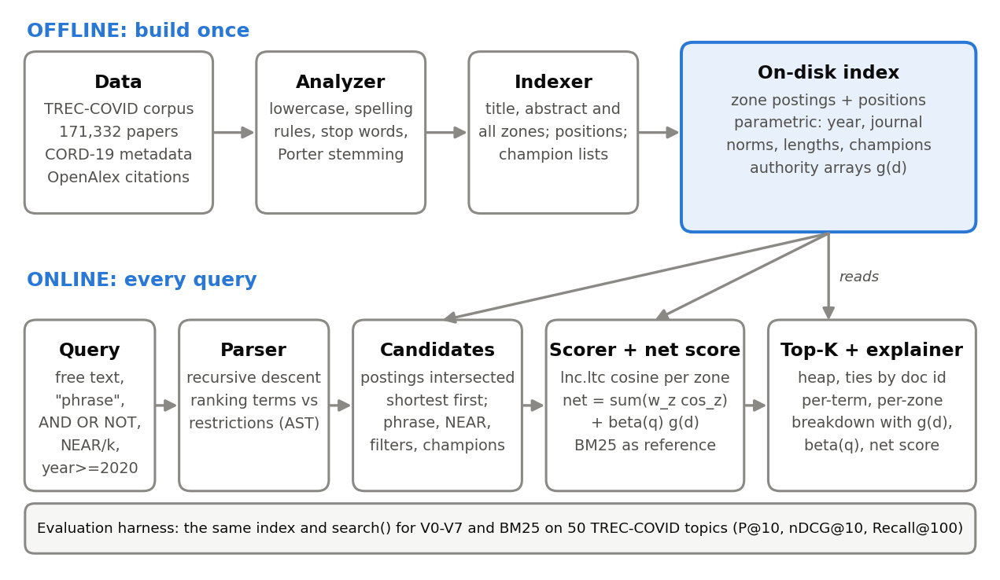 OFFLINE: build once
Data
TREC-COVID corpus
171,332 papers
CORD-19 metadata
OpenAlex citations
Analyzer
lowercase, spelling
rules, stop words,
Porter stemming
Indexer
title, abstract and
all zones; positions;
champion lists
On-disk index
zone postings + positions
parametric: year, journal
norms, lengths, champions
authority arrays g(d)
ONLINE: every query
reads
Query
free text,
"phrase",
AND OR NOT,
NEAR/k,
year>=2020
Parser
recursive descent
ranking terms vs
restrictions (AST)
Candidates
postings intersected
shortest first;
phrase, NEAR,
filters, champions
Scorer + net score
lnc.ltc cosine per zone
net = sum(w_z cos_z)
+ beta(q) g(d)
BM25 as reference
Top-K + explainer
heap, ties by doc id
per-term, per-zone
breakdown with g(d),
beta(q), net score
Evaluation harness: the same index and search() for V0-V7 and BM25 on 50 TREC-COVID topics (P@10, nDCG@10, Recall@100)